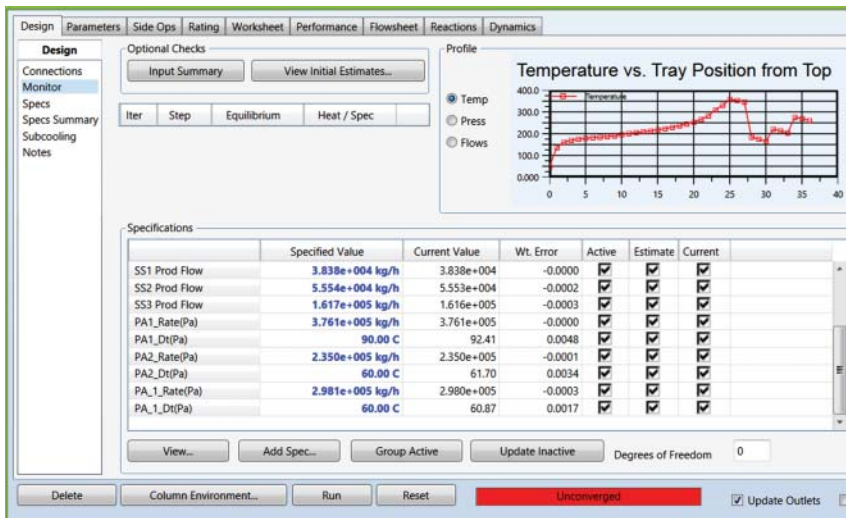 Design Parameters Side Ops Rating Worksheet Performance Flowsheet Reactions Dynamics
Design
Connections
Monitor
Specs
Specs Summary
Subcooling
Notes
Optional Checks
Input Summary View Initial Estimates...
Iter Step Equilibrium Heat / Spec
Profile
Temp
Press
Flows
Temperature vs. Tray Position from Top
Temperature
400.0
300.0
200.0
100.0
0.000
0 5 10 15 20 25 30 35 40
Specifications
Specified Value Current Value Wt. Error Active Estimate Current
SS1 Prod Flow 3.838e+004 kg/h 3.838e+004 -0.0000
SS2 Prod Flow 5.554e+004 kg/h 5.553e+004 -0.0002
SS3 Prod Flow 1.617e+005 kg/h 1.616e+005 -0.0003
PA1_Rate(Pa) 3.761e+005 kg/h 3.761e+005 -0.0000
PA1_Dt(Pa) 90.00 C 92.41 0.0048
PA2_Rate(Pa) 2.350e+005 kg/h 2.350e+005 -0.0001
PA2_Dt(Pa) 60.00 C 61.70 0.0034
PA_1_Rate(Pa) 2.981e+005 kg/h 2.980e+005 -0.0003
PA_1_Dt(Pa) 60.00 C 60.87 0.0017
View... Add Spec... Group Active Update Inactive Degrees of Freedom 0
Delete Column Environment... Run Reset Unconverged Update Outlets